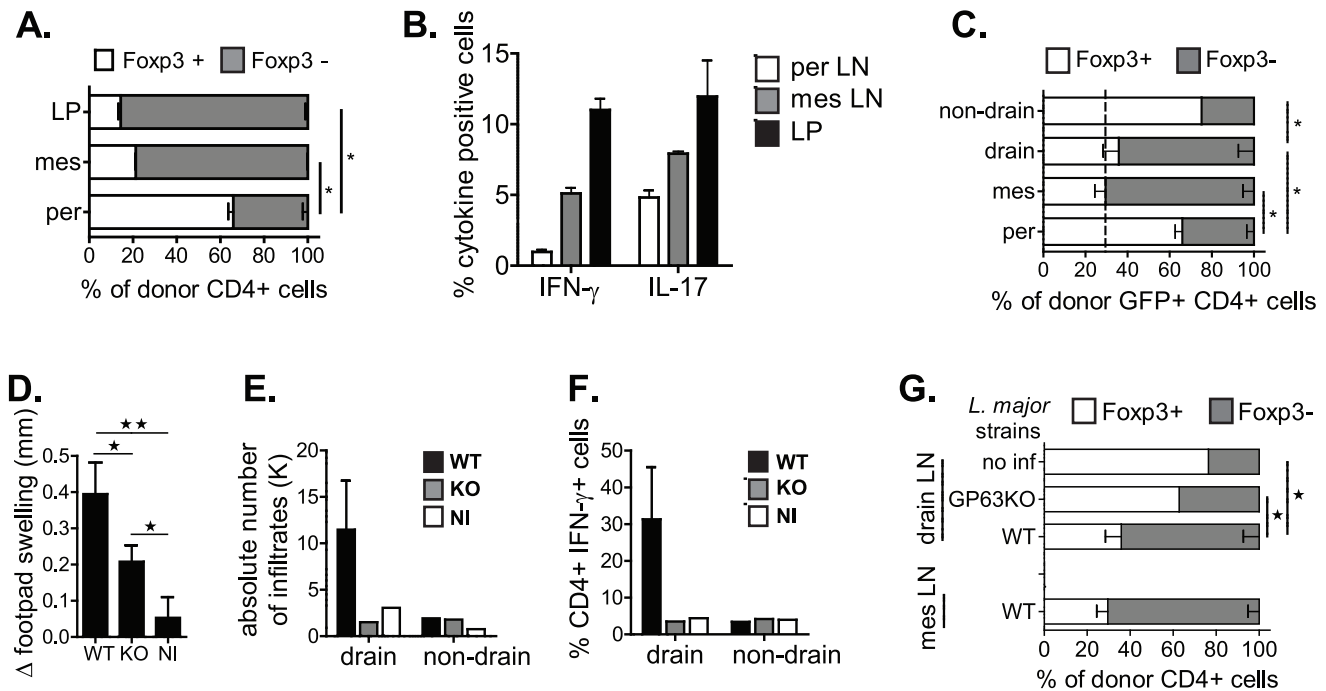 A.
Foxp3 + Foxp3 -
LP
mes
per
*
*
0 20 40 60 80 100
% of donor CD4+ cells
B.
% cytokine positive cells
15
10
5
0
IFN-γ IL-17
per LN
mes LN
LP
C.
Foxp3+ Foxp3-
non-drain
drain
mes
per
*
*
*
0 20 40 60 80 100
% of donor GFP+ CD4+ cells
D.
Δ footpad swelling (mm)
★★
★
★
0.5
0.4
0.3
0.2
0.1
0.0
WT KO NI
E.
absolute number
of infiltrates (K)
20
15
10
5
0
WT
KO
NI
drain non-drain
F.
% CD4+ IFN-γ+ cells
50
40
30
20
10
0
WT
KO
NI
drain non-drain
G.
L. major
strains
Foxp3+ Foxp3-
drain LN
no inf
GP63KO
WT
★
★
mes LN
WT
0 20 40 60 80 100
% of donor CD4+ cells